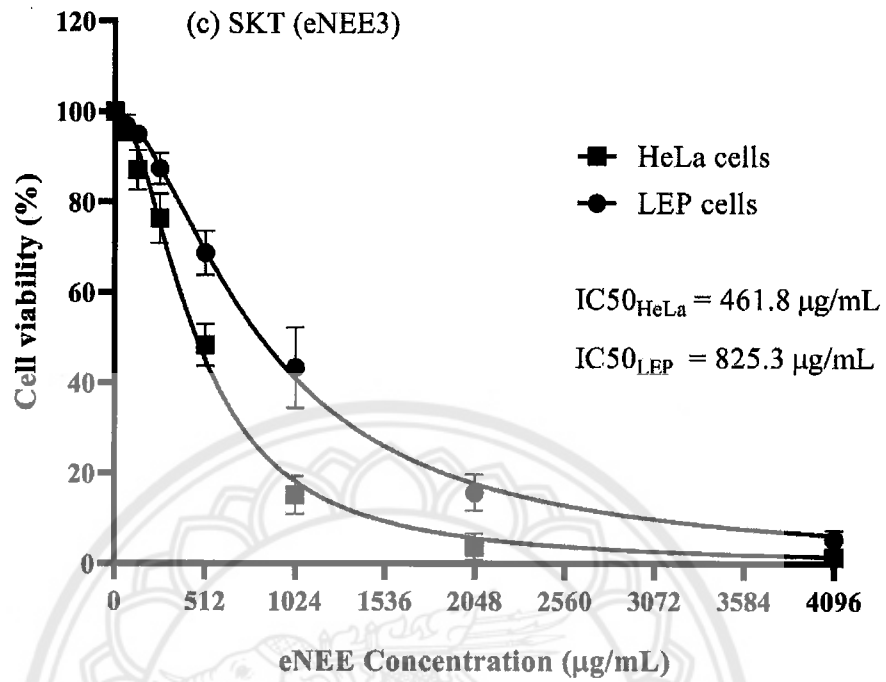 (c) SKT (eNEE3)
Cell viability (%)
120
100
80
60
40
20
0
HeLa cells
LEP cells
IC50HeLa = 461.8 μg/mL
IC50LEP = 825.3 μg/mL
0 512 1024 1536 2048 2560 3072 3584 4096
eNEE Concentration (μg/mL)